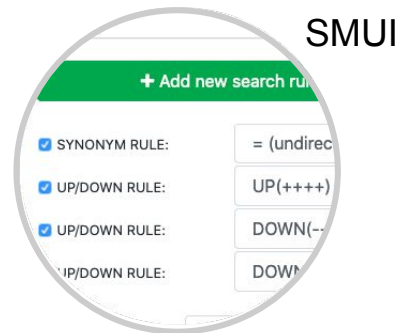 SMUI
+ Add new search
SYNONYM RULE: = (undirec
UP/DOWN RULE: UP(++++)
UP/DOWN RULE: DOWN(--
UP/DOWN RULE: DOWN